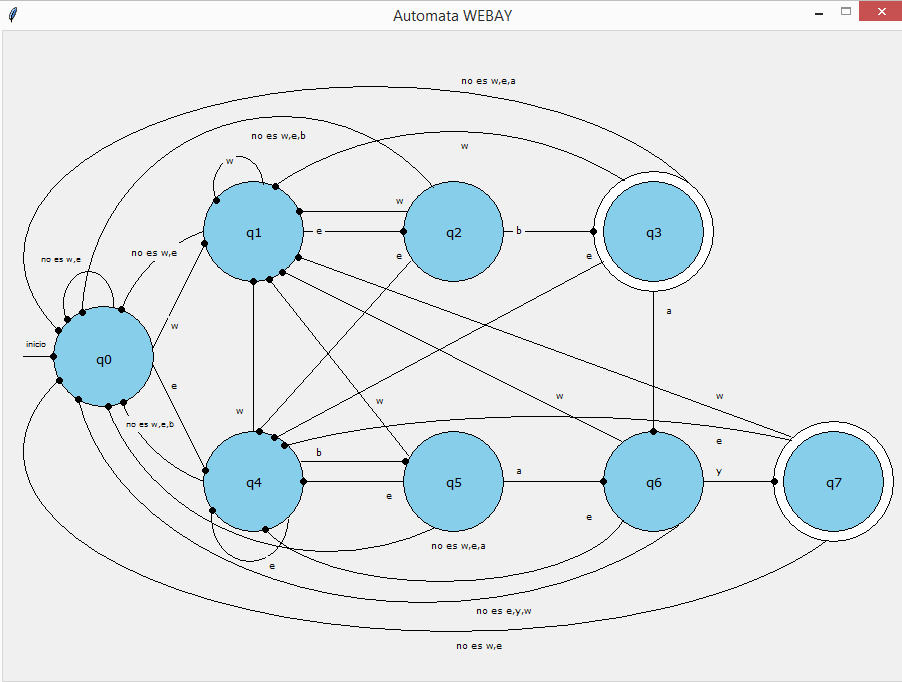 Automata WEBAY
no es w,e,a
no es w,e,b
w
w
w
no es w,e
no es w,e
q1
e
q2
b
q3
e
e
a
w
inicio
q0
e
w
w
w
w
no es w,e,b
b
e
q4
e
q5
a
q6
y
q7
e
no es w,e,a
e
no es e,y,w
no es w,e